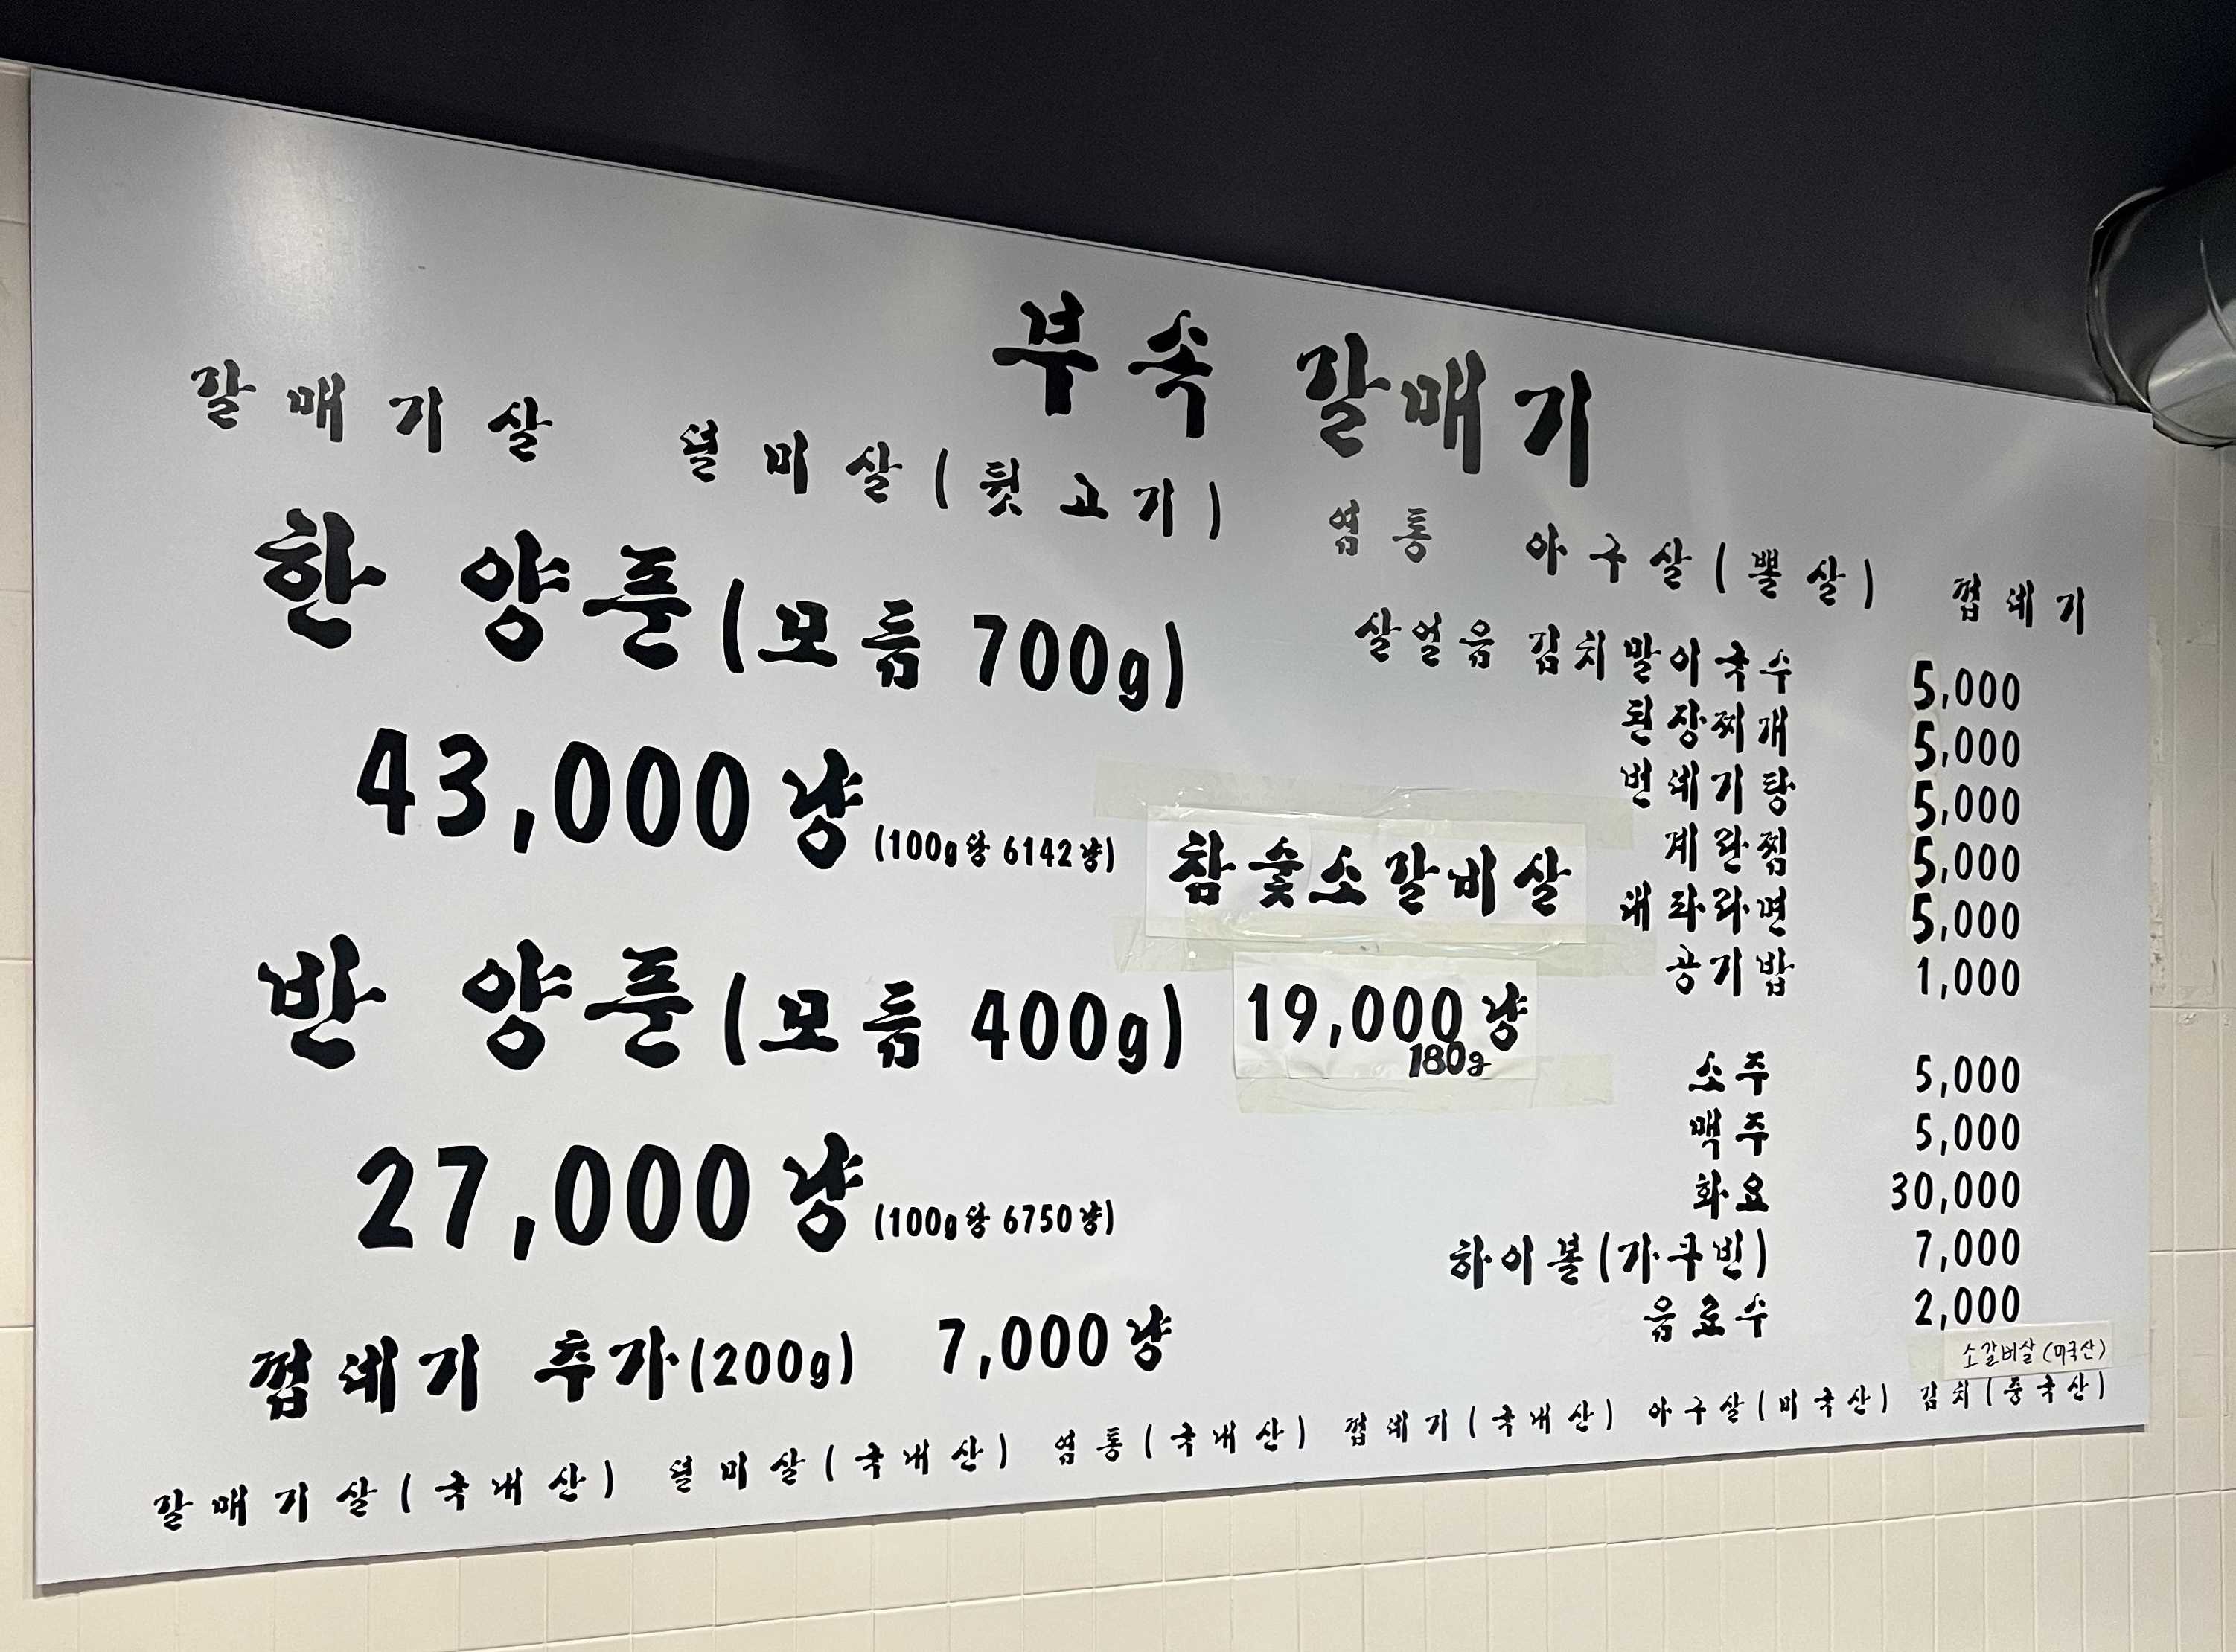 부속 갈매기
갈매기살 덜미살(뒷고기) 염통 아구살(뽈살) 껍데기
한 양푼(모듬 700g)
43,000냥(100g당 6142냥)
반 양푼(모듬 400g)
27,000냥(100g당 6750냥)
껍데기 추가(200g) 7,000냥
참숯소갈비살
19,000냥
180g
살얼음 김치말이국수 5,000
된장찌개 5,000
번데기탕 5,000
계란찜 5,000
해파라면 5,000
공기밥 1,000
소주 5,000
맥주 5,000
화요 30,000
하이볼(가쿠빈) 7,000
음료수 2,000
소갈비살(미국산)
갈매기살(국내산) 덜미살(국내산) 염통(국내산) 껍데기(국내산) 아구살(미국산) 김치(중국산)